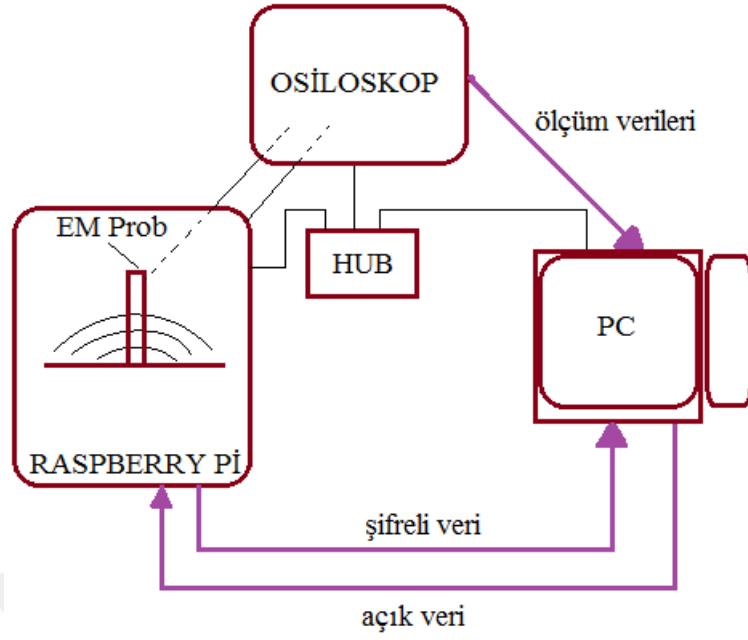 OSİLOSKOP
ölçüm verileri
EM Prob
HUB
PC
RASPBERRY Pİ
şifreli veri
açık veri